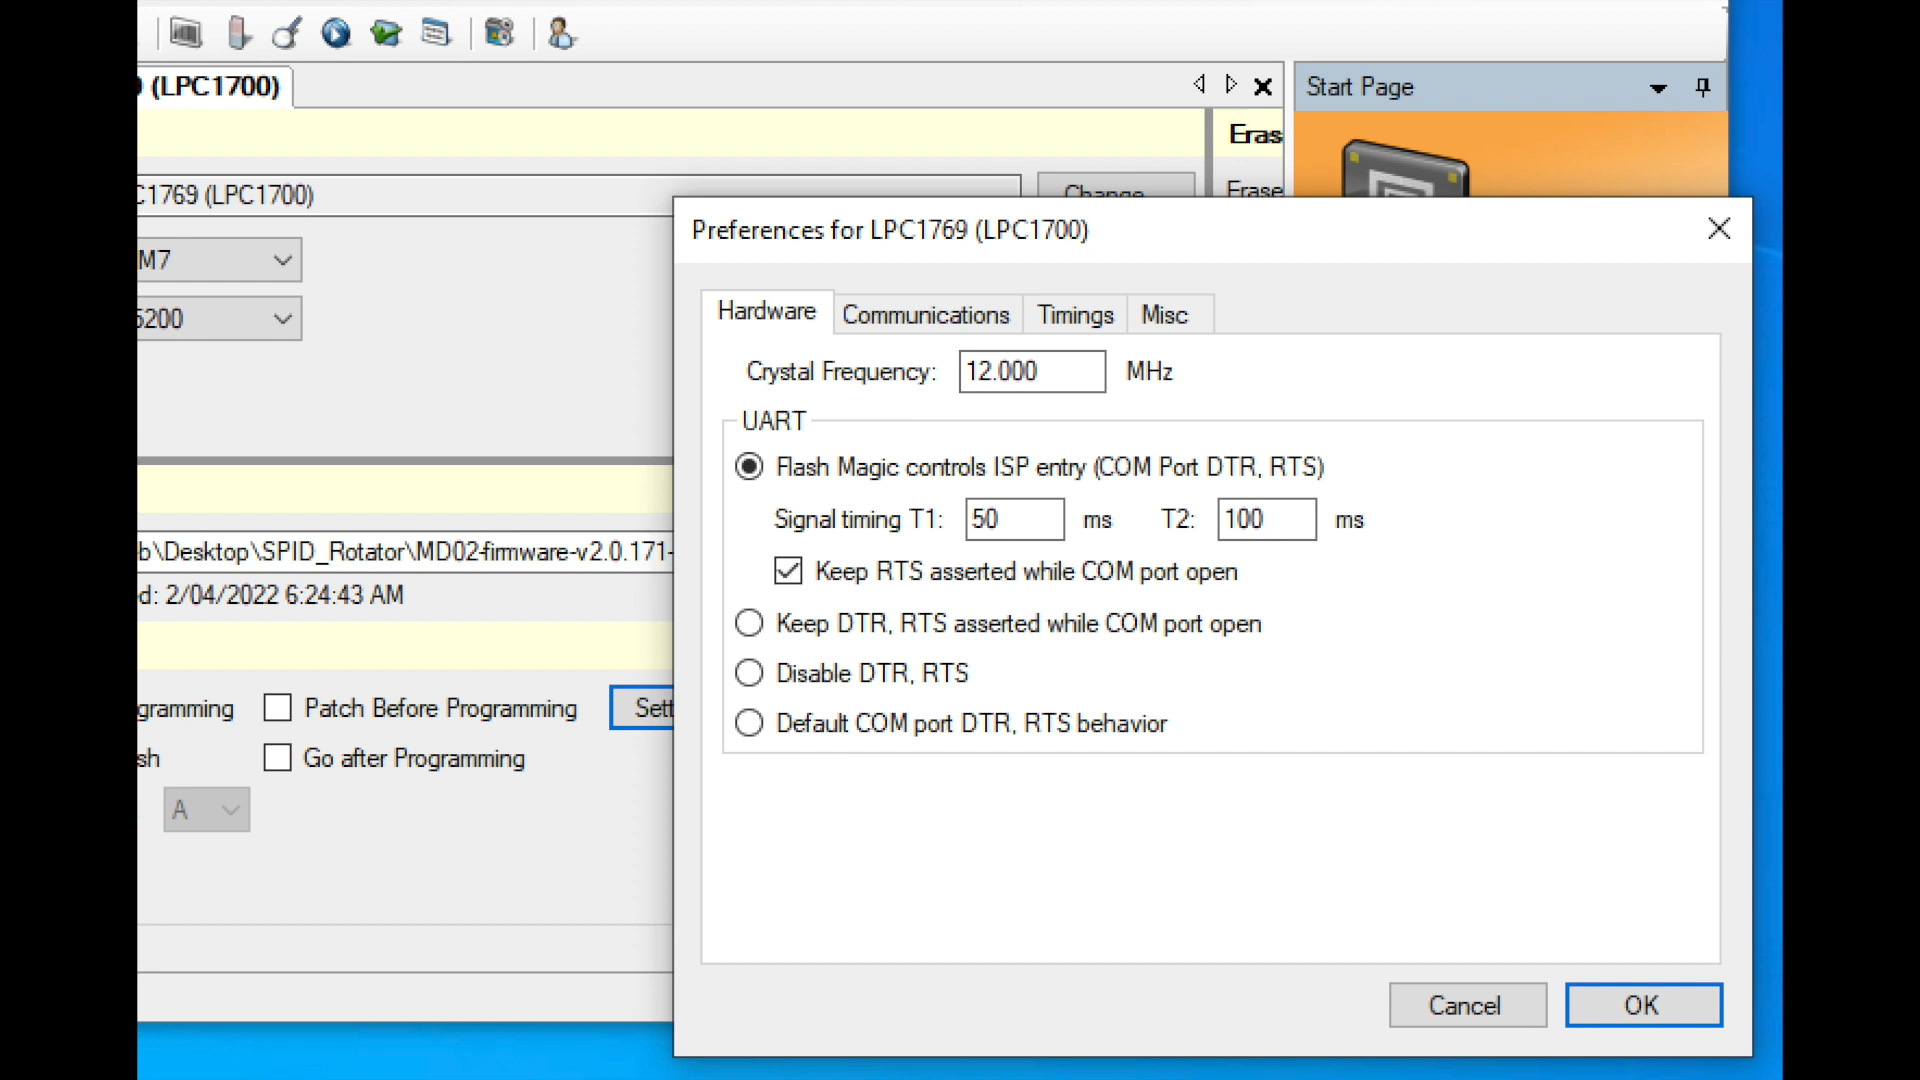 (LPC1700)
Start Page
Eras
C1769 (LPC1700)
Change...
Erase
M7
5200
b\Desktop\SPID_Rotator\MD02-firmware-v2.0.171-
d: 2/04/2022 6:24:43 AM
gramming
Patch Before Programming
Sett
sh
Go after Programming
A
Preferences for LPC1769 (LPC1700)
Hardware
Communications
Timings
Misc
Crystal Frequency: 12.000 MHz
UART
Flash Magic controls ISP entry (COM Port DTR, RTS)
Signal timing T1: 50 ms T2: 100 ms
Keep RTS asserted while COM port open
Keep DTR, RTS asserted while COM port open
Disable DTR, RTS
Default COM port DTR, RTS behavior
Cancel
OK